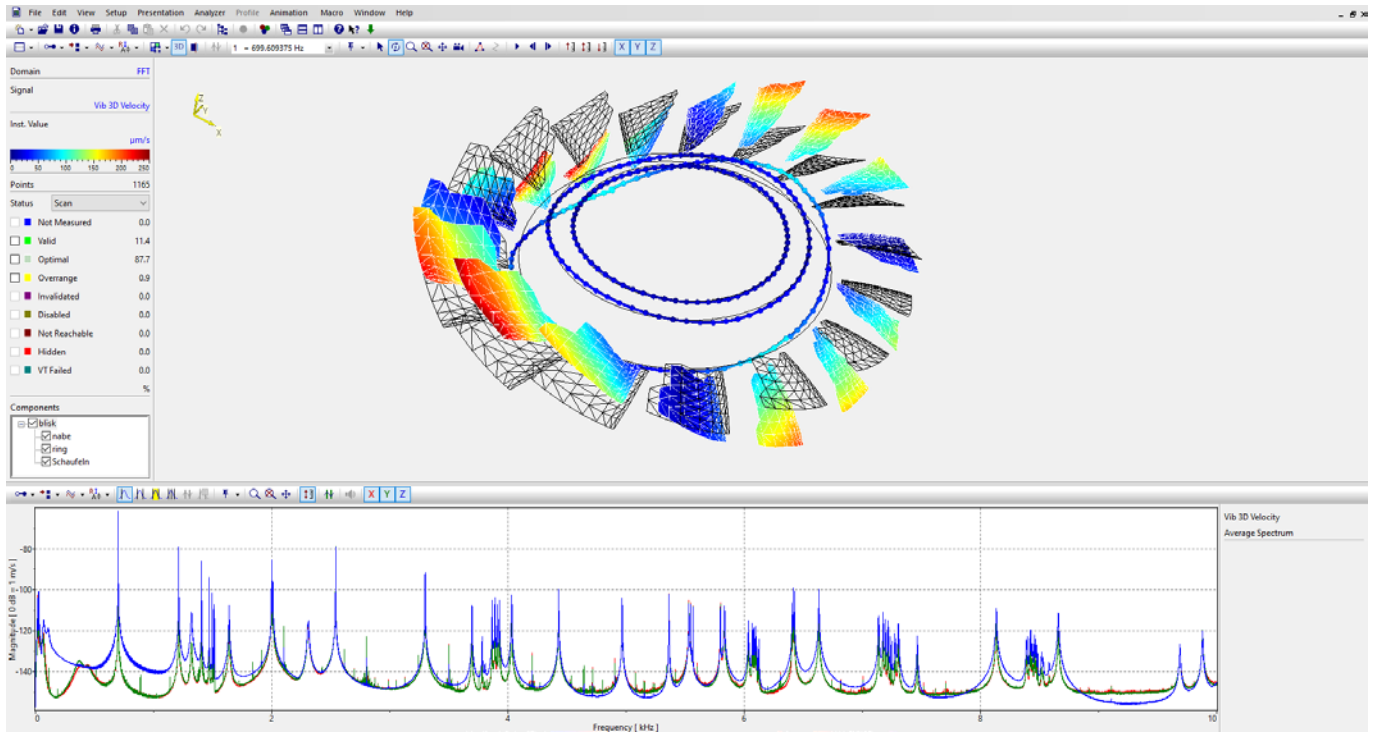 File Edit View Setup Presentation Analyzer Profile Animation Macro Window Help
3D 1 = 699.609375 Hz X Y Z
Domain FFT
Signal
Vib 3D Velocity
Inst. Value
µm/s
0 50 100 150 200 250
Points 1165
Status Scan
Not Measured 0.0
Valid 11.4
Optimal 87.7
Overrange 0.9
Invalidated 0.0
Disabled 0.0
Not Reachable 0.0
Hidden 0.0
VT Failed 0.0
%
Components
blisk
nabe
ring
Schaufeln
Z
Y
X
X Y Z
Vib 3D Velocity
Average Spectrum
Magnitude [ 0 dB = 1 m/s ]
-80
-100
-120
-140
0 2 4 6 8 10
Frequency [ kHz ]